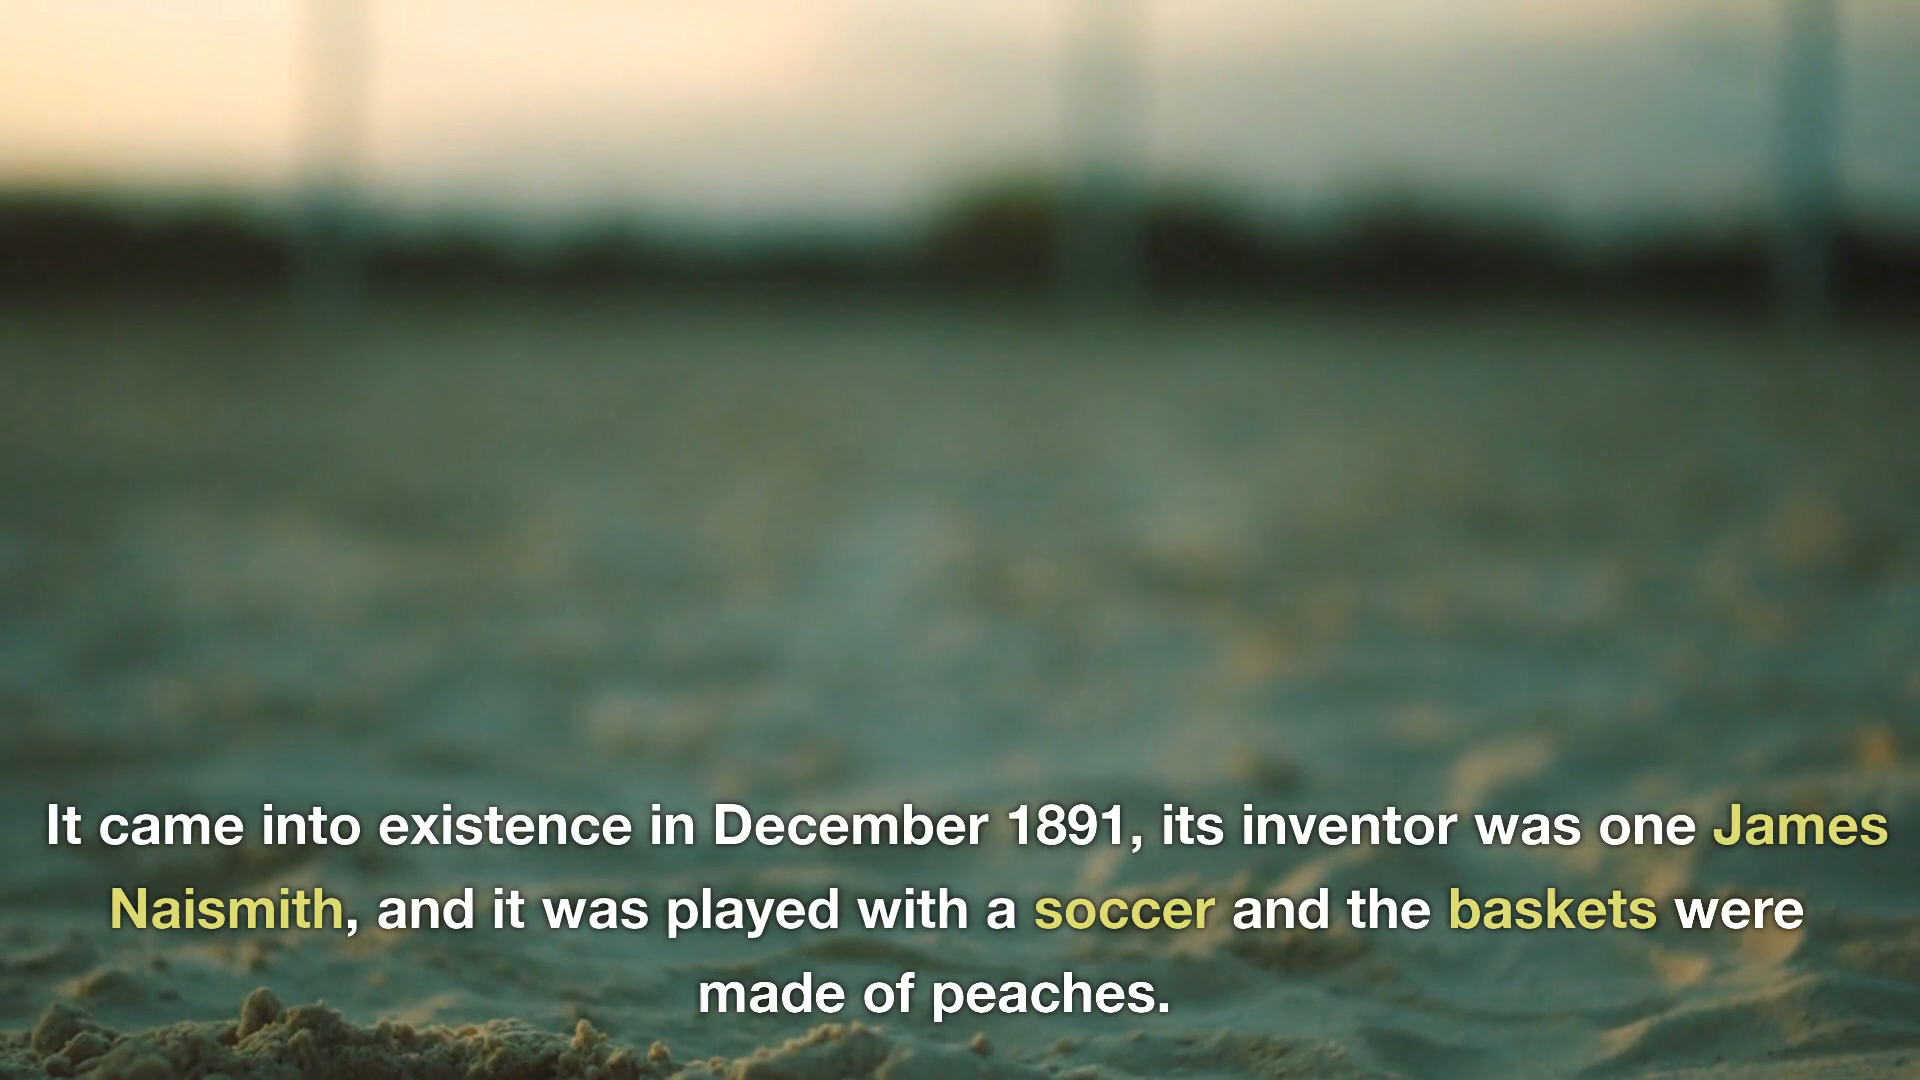 It came into existence in December 1891, its inventor was one James
Naismith, and it was played with a soccer and the baskets were
made of peaches.